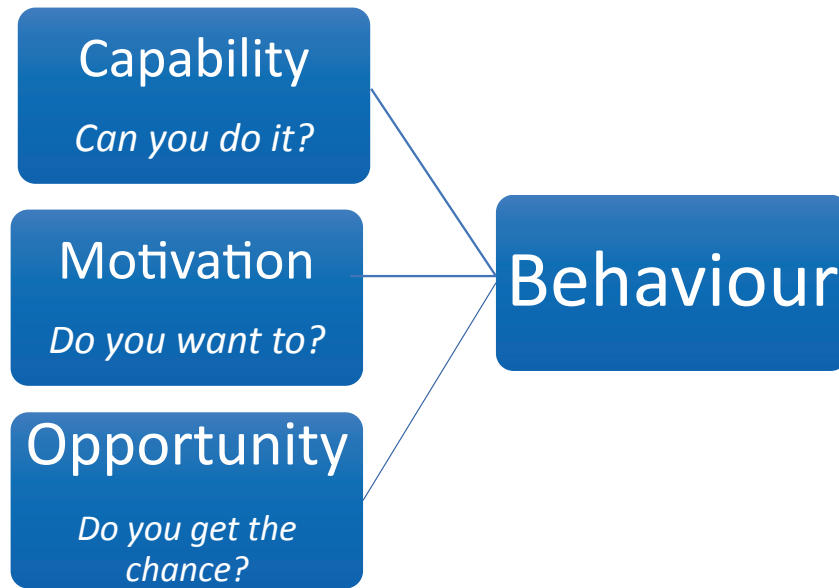 Capability
Can you do it?
Motivation
Do you want to?
Opportunity
Do you get the
chance?
Behaviour